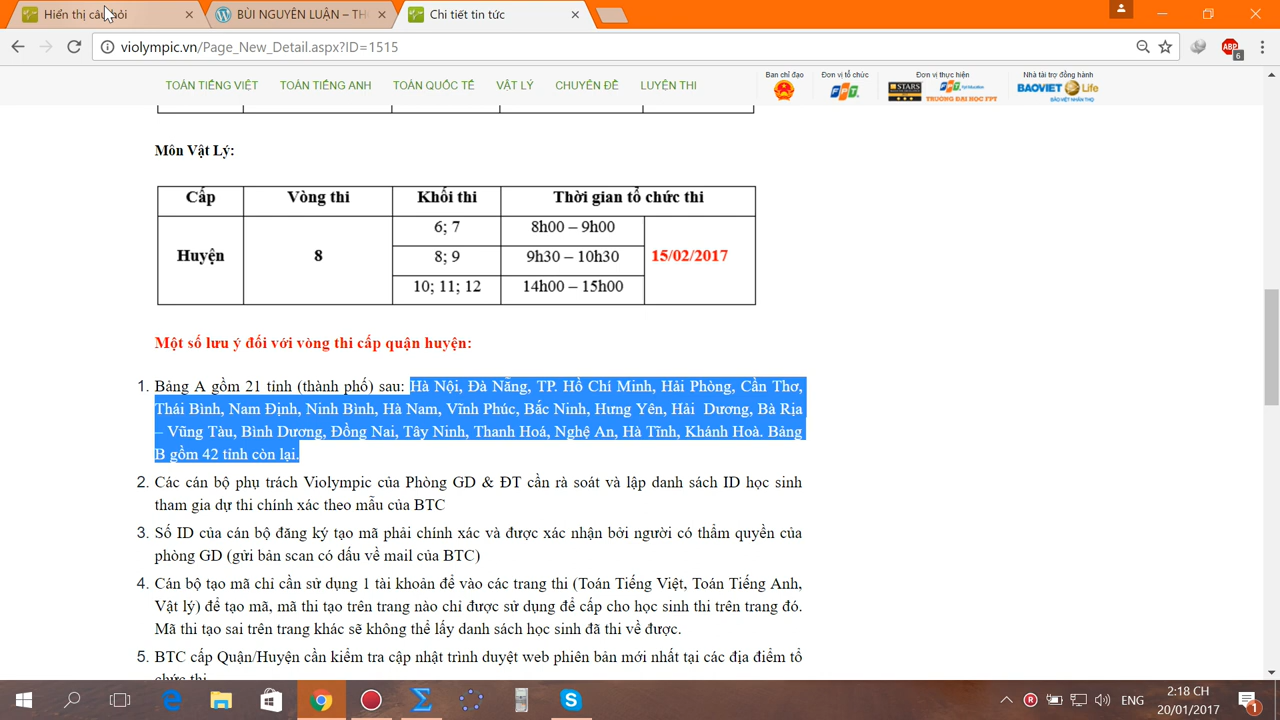 Hiển thị câu hỏi
BÙI NGUYÊN LUẬN – TH
Chi tiết tin tức
violympic.vn/Page_New_Detail.aspx?ID=1515
6
TOÁN TIẾNG VIỆT TOÁN TIẾNG ANH TOÁN QUỐC TẾ VẬT LÝ CHUYÊN ĐỀ LUYỆN THI
Ban chỉ đạo Đơn vị tổ chức Đơn vị thực hiện Nhà tài trợ đồng hành
FPT STARS FPT Education BAOVIET Life
TRƯỜNG ĐẠI HỌC FPT BẢO VIỆT NHÂN THỌ
Môn Vật Lý:
Cấp Vòng thi Khối thi Thời gian tổ chức thi
6; 7 8h00 – 9h00
Huyện 8 8; 9 9h30 – 10h30 15/02/2017
10; 11; 12 14h00 – 15h00
Một số lưu ý đối với vòng thi cấp quận huyện:
1. Bảng A gồm 21 tỉnh (thành phố) sau: Hà Nội, Đà Nẵng, TP. Hồ Chí Minh, Hải Phòng, Cần Thơ,
Thái Bình, Nam Định, Ninh Bình, Hà Nam, Vĩnh Phúc, Bắc Ninh, Hưng Yên, Hải Dương, Bà Rịa
– Vũng Tàu, Bình Dương, Đồng Nai, Tây Ninh, Thanh Hoá, Nghệ An, Hà Tĩnh, Khánh Hoà. Bảng
B gồm 42 tỉnh còn lại.
2. Các cán bộ phụ trách Violympic của Phòng GD & ĐT cần rà soát và lập danh sách ID học sinh
tham gia dự thi chính xác theo mẫu của BTC
3. Số ID của cán bộ đăng ký tạo mã phải chính xác và được xác nhận bởi người có thẩm quyền của
phòng GD (gửi bản scan có dấu về mail của BTC)
4. Cán bộ tạo mã chỉ cần sử dụng 1 tài khoản để vào các trang thi (Toán Tiếng Việt, Toán Tiếng Anh,
Vật lý) để tạo mã, mã thi tạo trên trang nào chỉ được sử dụng để cấp cho học sinh thi trên trang đó.
Mã thi tạo sai trên trang khác sẽ không thể lấy danh sách học sinh đã thi về được.
5. BTC cấp Quận/Huyện cần kiểm tra cập nhật trình duyệt web phiên bản mới nhất tại các địa điểm tổ
chức thi
ENG
2:18 CH
20/01/2017
1